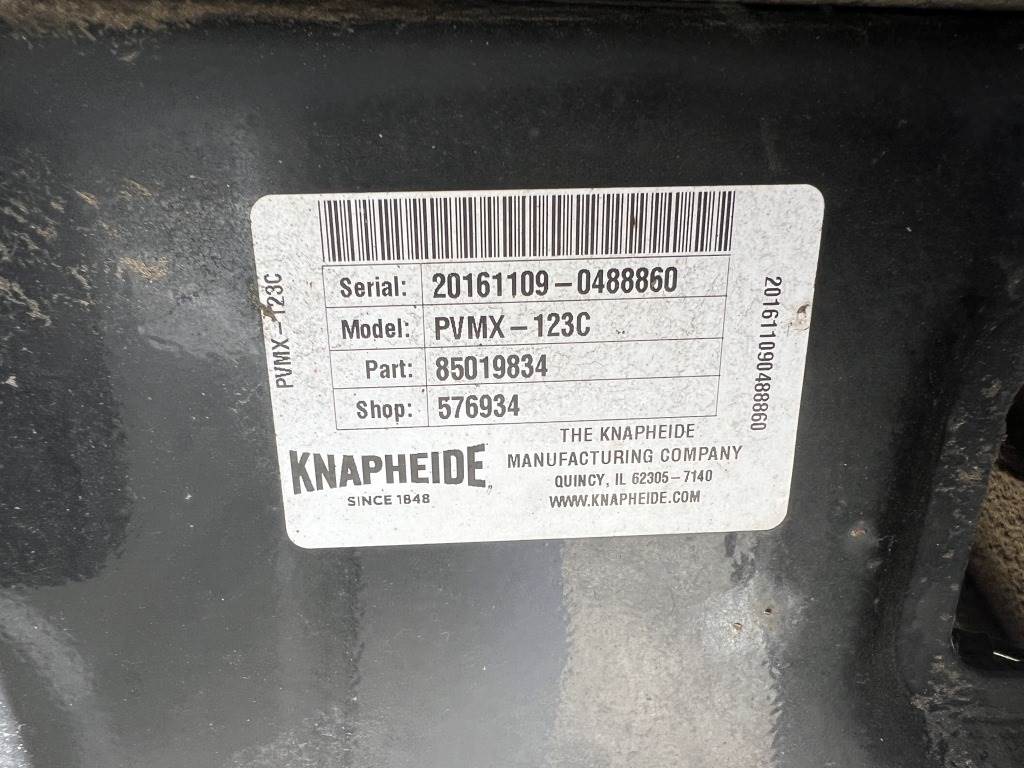 Serial: 20161109-0488860
Model: PVMX-123C
Part: 85019834
Shop: 576934
KNAPHEIDE
SINCE 1848
THE KNAPHEIDE
MANUFACTURING COMPANY
QUINCY, IL 62305-7140
WWW.KNAPHEIDE.COM
PVMX-123C
201611090488860